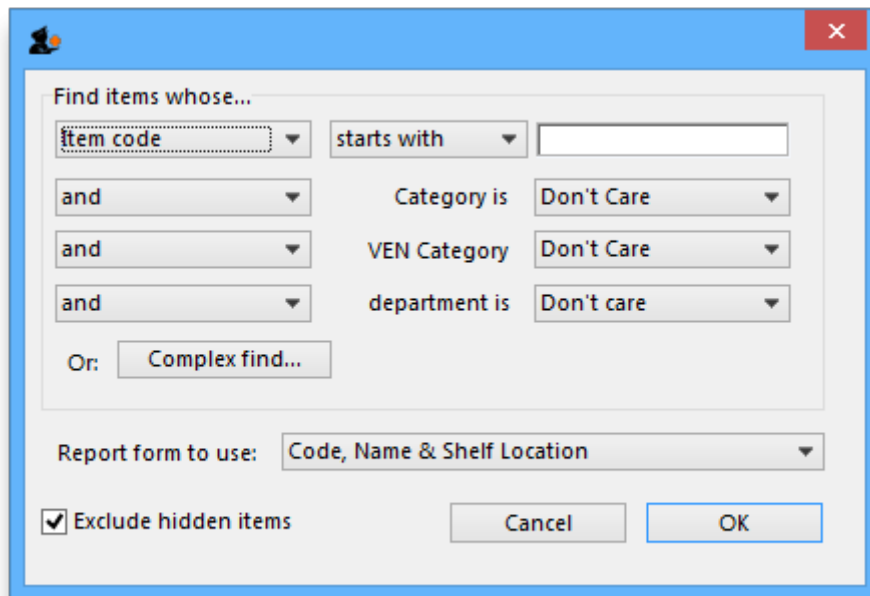 Find items whose...
Item code starts with
and Category is Don't Care
and VEN Category Don't Care
and department is Don't care
Or: Complex find...
Report form to use: Code, Name & Shelf Location
Exclude hidden items Cancel OK